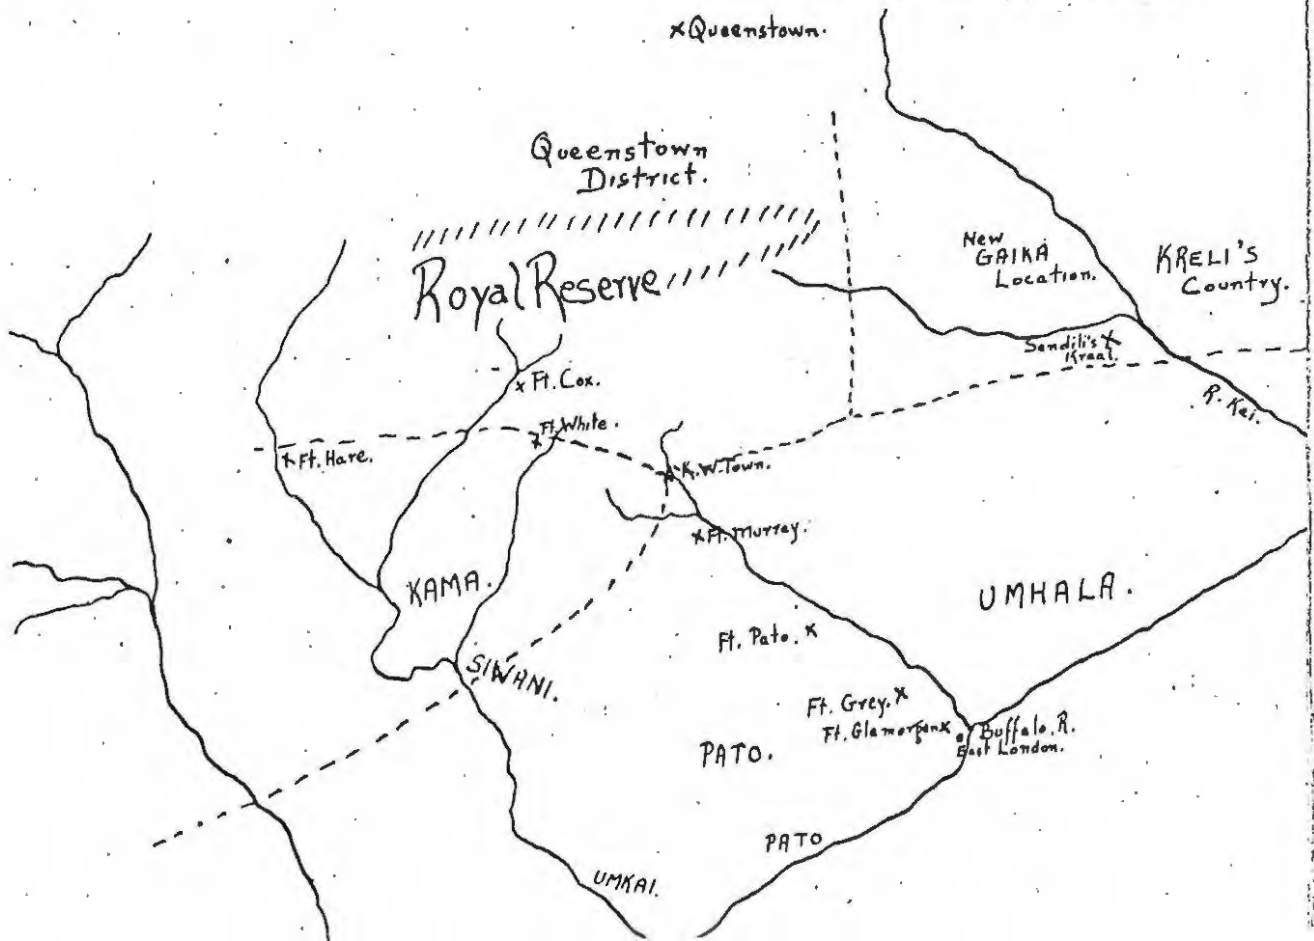 ×Queenstown.
Queenstown
District.
Royal Reserve
New
GAIKA
Location.
KRELI'S
Country.
Sandili's
Kraal.
R. Kei.
Ft. Cox.
Ft. White.
Ft. Hare.
K.W. Town.
Ft. Murray.
KAMA.
UMHALA.
Ft. Pato.
SIWANI.
Ft. Grey.
Ft. Glamorgan
Buffalo. R.
East London.
PATO.
PATO
UMKAI.